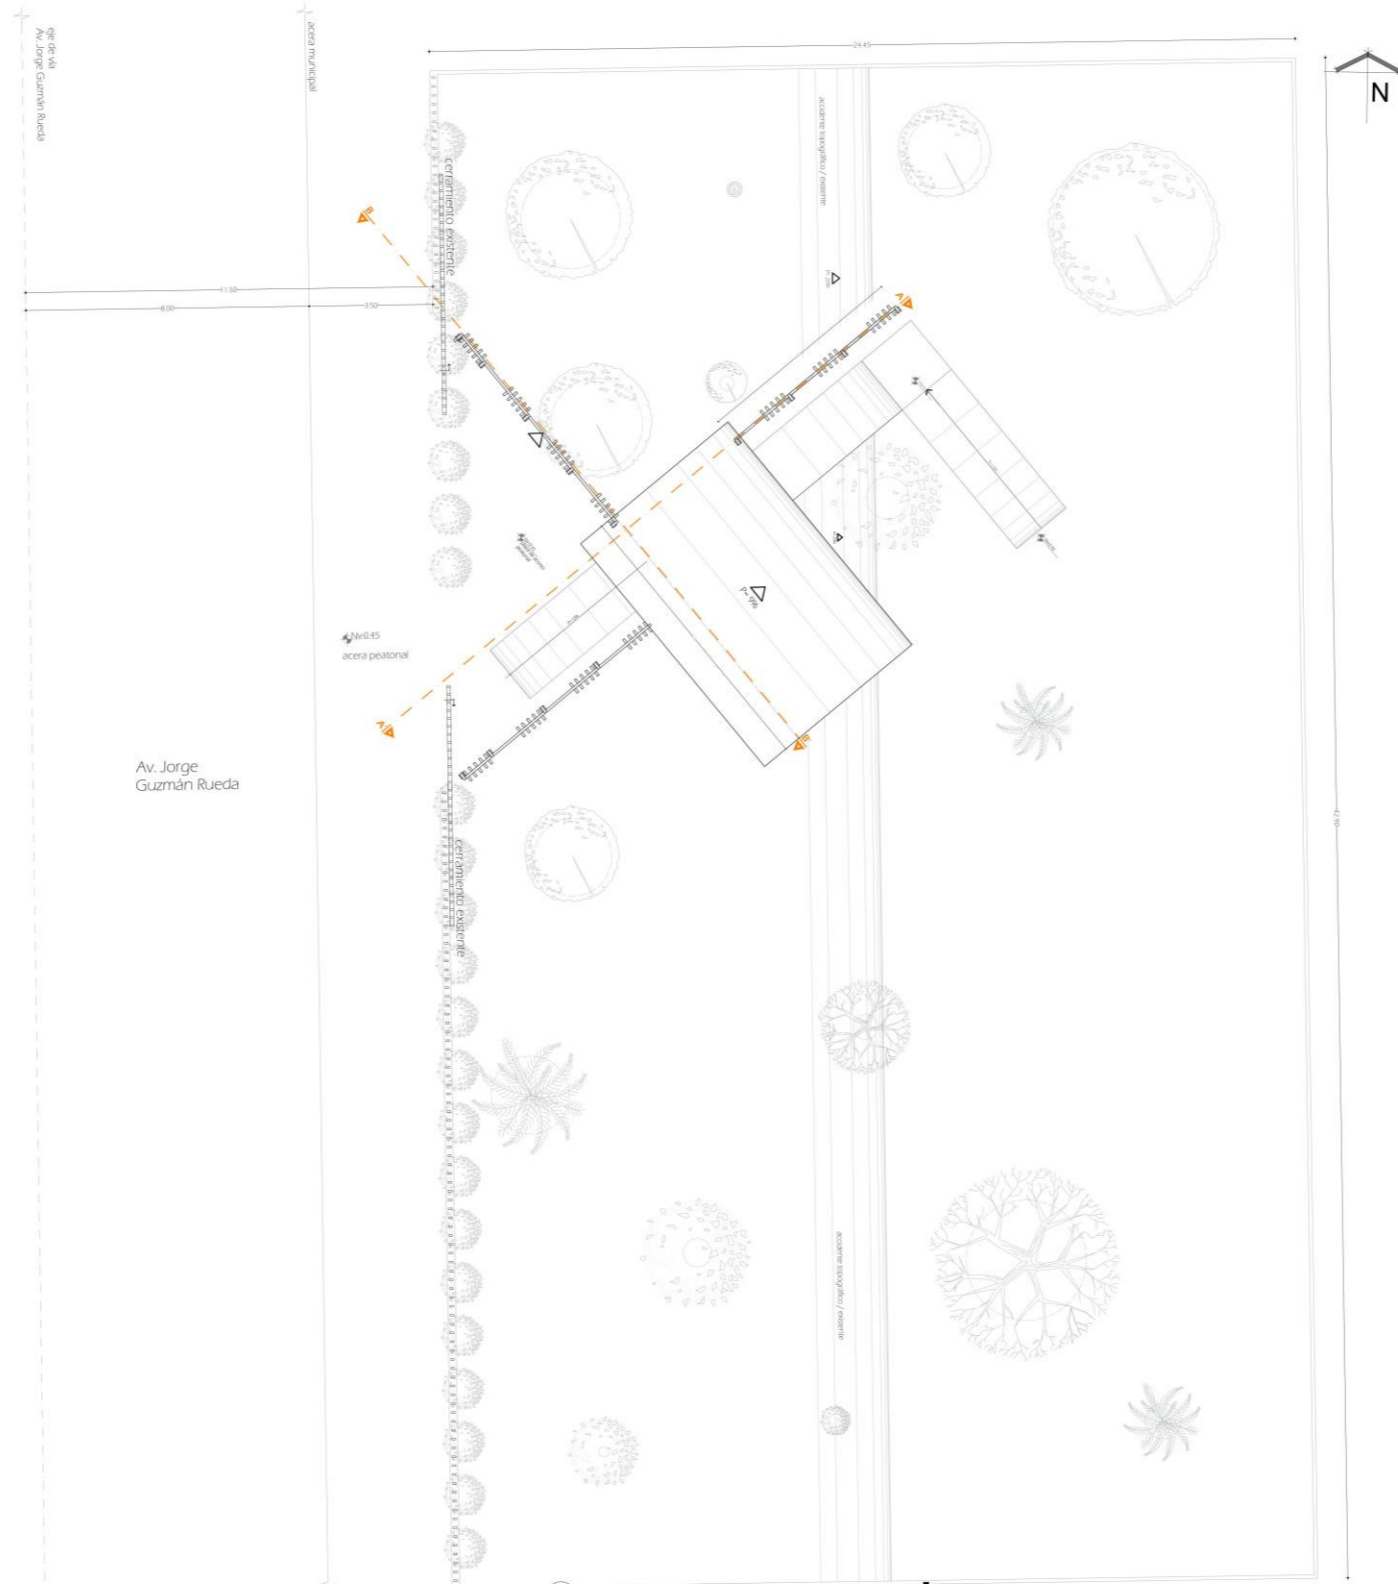 eje de vía
Av. Jorge Guzmán Rueda
acera municipal
24.45
N
accidente topográfico / existente
cerramiento existente
B
11.50
8.00
3.50
A
Nv+0.45
acera peatonal
A
B'
Av. Jorge
Guzmán Rueda
cerramiento existente
accidente topográfico / existente